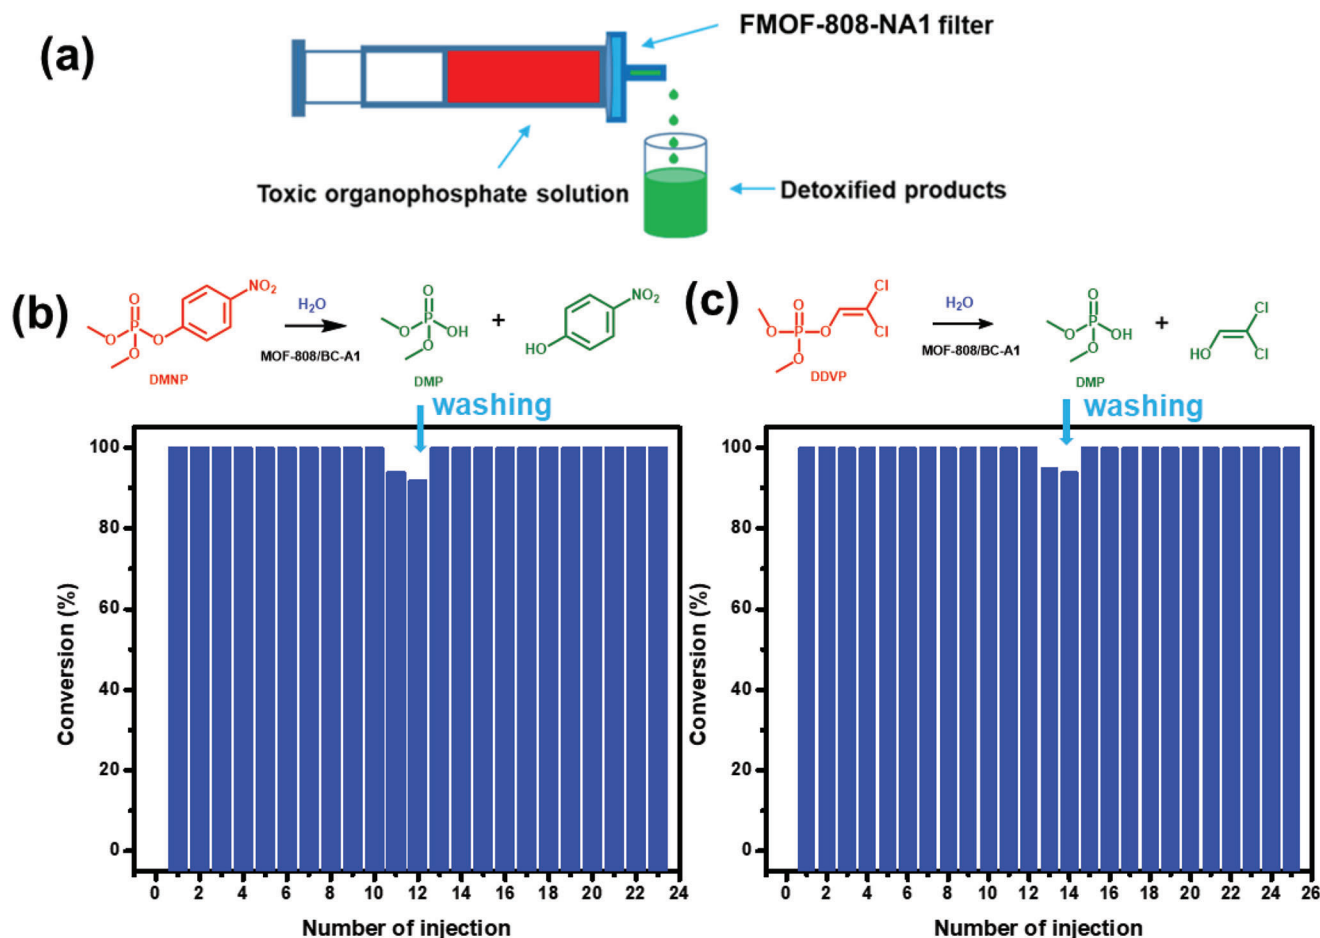 (a)
FMOF-808-NA1 filter
Toxic organophosphate solution
Detoxified products
(b)
O
O
P
O
O
NO₂
DMNP
H₂O
MOF-808/BC-A1
O
O
P
OH
O
DMP
+
HO
NO₂
washing
Conversion (%)
100
80
60
40
20
0
0 2 4 6 8 10 12 14 16 18 20 22 24
Number of injection
(c)
O
O
P
O
O
Cl
Cl
DDVP
H₂O
MOF-808/BC-A1
O
O
P
OH
O
DMP
+
HO
Cl
Cl
washing
Conversion (%)
100
80
60
40
20
0
0 2 4 6 8 10 12 14 16 18 20 22 24 26
Number of injection